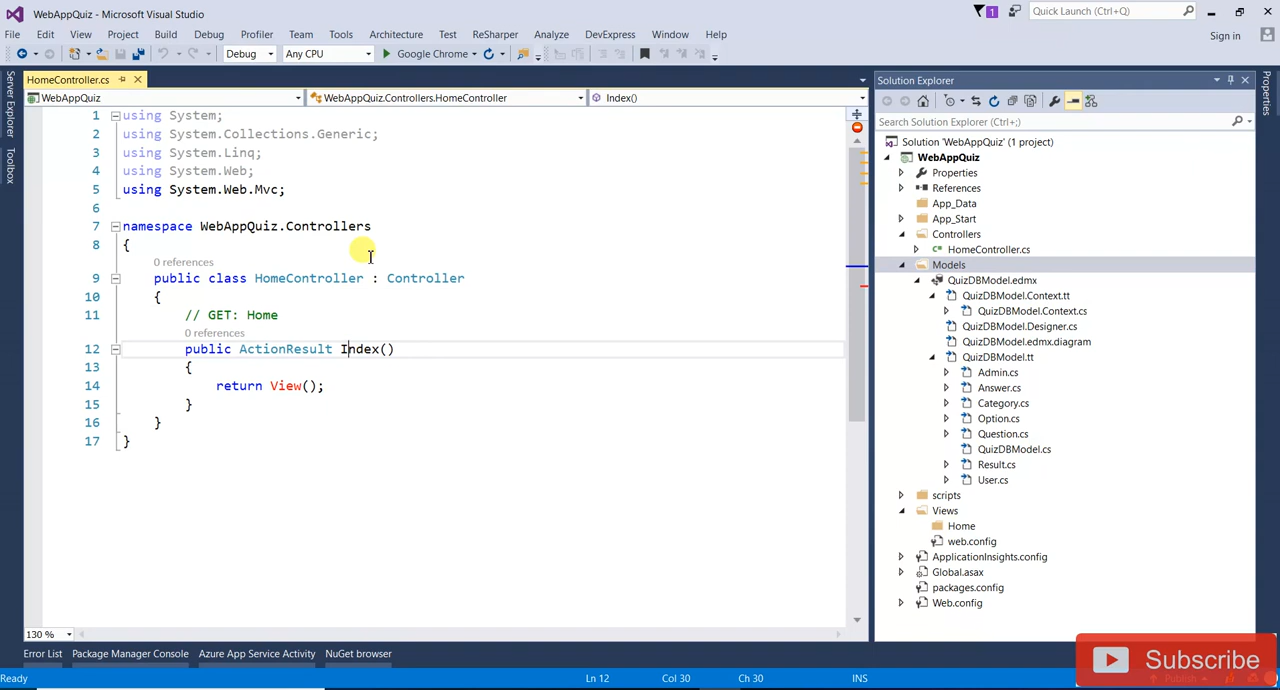 WebAppQuiz - Microsoft Visual Studio
1
Quick Launch (Ctrl+Q)
File Edit View Project Build Debug Profiler Team Tools Architecture Test ReSharper Analyze DevExpress Window Help
Sign in
Debug Any CPU Google Chrome
Server Explorer
Toolbox
HomeController.cs
WebAppQuiz WebAppQuiz.Controllers.HomeController Index()
1 using System;
2 using System.Collections.Generic;
3 using System.Linq;
4 using System.Web;
5 using System.Web.Mvc;
6
7 namespace WebAppQuiz.Controllers
8 {
0 references
9 public class HomeController : Controller
10 {
11 // GET: Home
0 references
12 public ActionResult Index()
13 {
14 return View();
15 }
16 }
17 }
130 %
Solution Explorer
Search Solution Explorer (Ctrl+;)
Solution 'WebAppQuiz' (1 project)
WebAppQuiz
Properties
References
App_Data
App_Start
Controllers
HomeController.cs
Models
QuizDBModel.edmx
QuizDBModel.Context.tt
QuizDBModel.Context.cs
QuizDBModel.Designer.cs
QuizDBModel.edmx.diagram
QuizDBModel.tt
Admin.cs
Answer.cs
Category.cs
Option.cs
Question.cs
QuizDBModel.cs
Result.cs
User.cs
scripts
Views
Home
web.config
ApplicationInsights.config
Global.asax
packages.config
Web.config
Properties
Error List Package Manager Console Azure App Service Activity NuGet browser
Subscribe
Ready Ln 12 Col 30 Ch 30 INS Publish